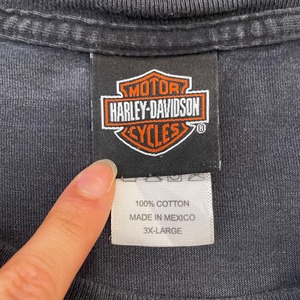 MOTOR
HARLEY-DAVIDSON
CYCLES ®
100% COTTON
MADE IN MEXICO
3X-LARGE